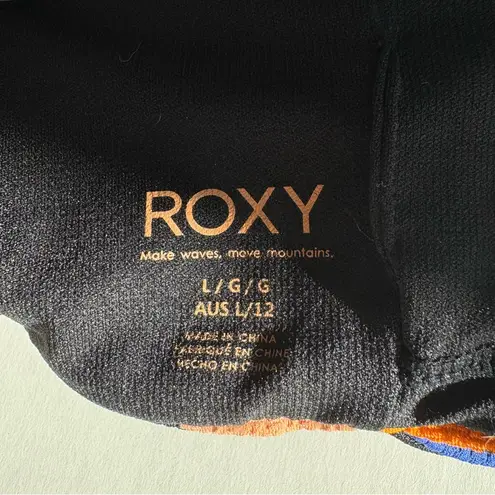 ROXY
Make waves, move mountains.
L / G / G
AUS L/12
MADE IN CHINA
FABRIQUÉ EN CHINE
HECHO EN CHINA